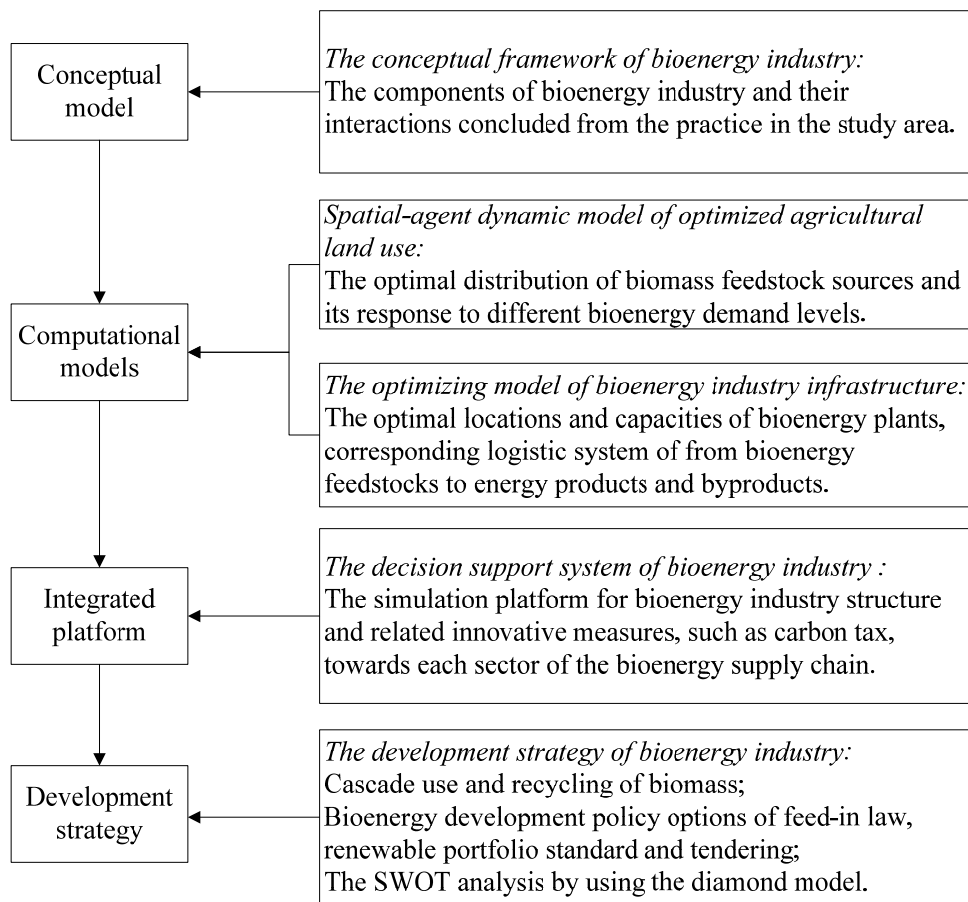 Conceptual
model
The conceptual framework of bioenergy industry:
The components of bioenergy industry and their
interactions concluded from the practice in the study area.
Computational
models
Spatial-agent dynamic model of optimized agricultural
land use:
The optimal distribution of biomass feedstock sources and
its response to different bioenergy demand levels.
The optimizing model of bioenergy industry infrastructure:
The optimal locations and capacities of bioenergy plants,
corresponding logistic system of from bioenergy
feedstocks to energy products and byproducts.
Integrated
platform
The decision support system of bioenergy industry :
The simulation platform for bioenergy industry structure
and related innovative measures, such as carbon tax,
towards each sector of the bioenergy supply chain.
Development
strategy
The development strategy of bioenergy industry:
Cascade use and recycling of biomass;
Bioenergy development policy options of feed-in law,
renewable portfolio standard and tendering;
The SWOT analysis by using the diamond model.